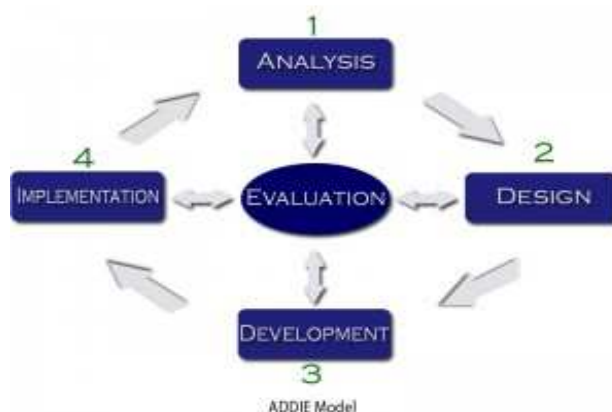 1
ANALYSIS
2
DESIGN
3
DEVELOPMENT
4
IMPLEMENTATION
EVALUATION
ADDIE Model